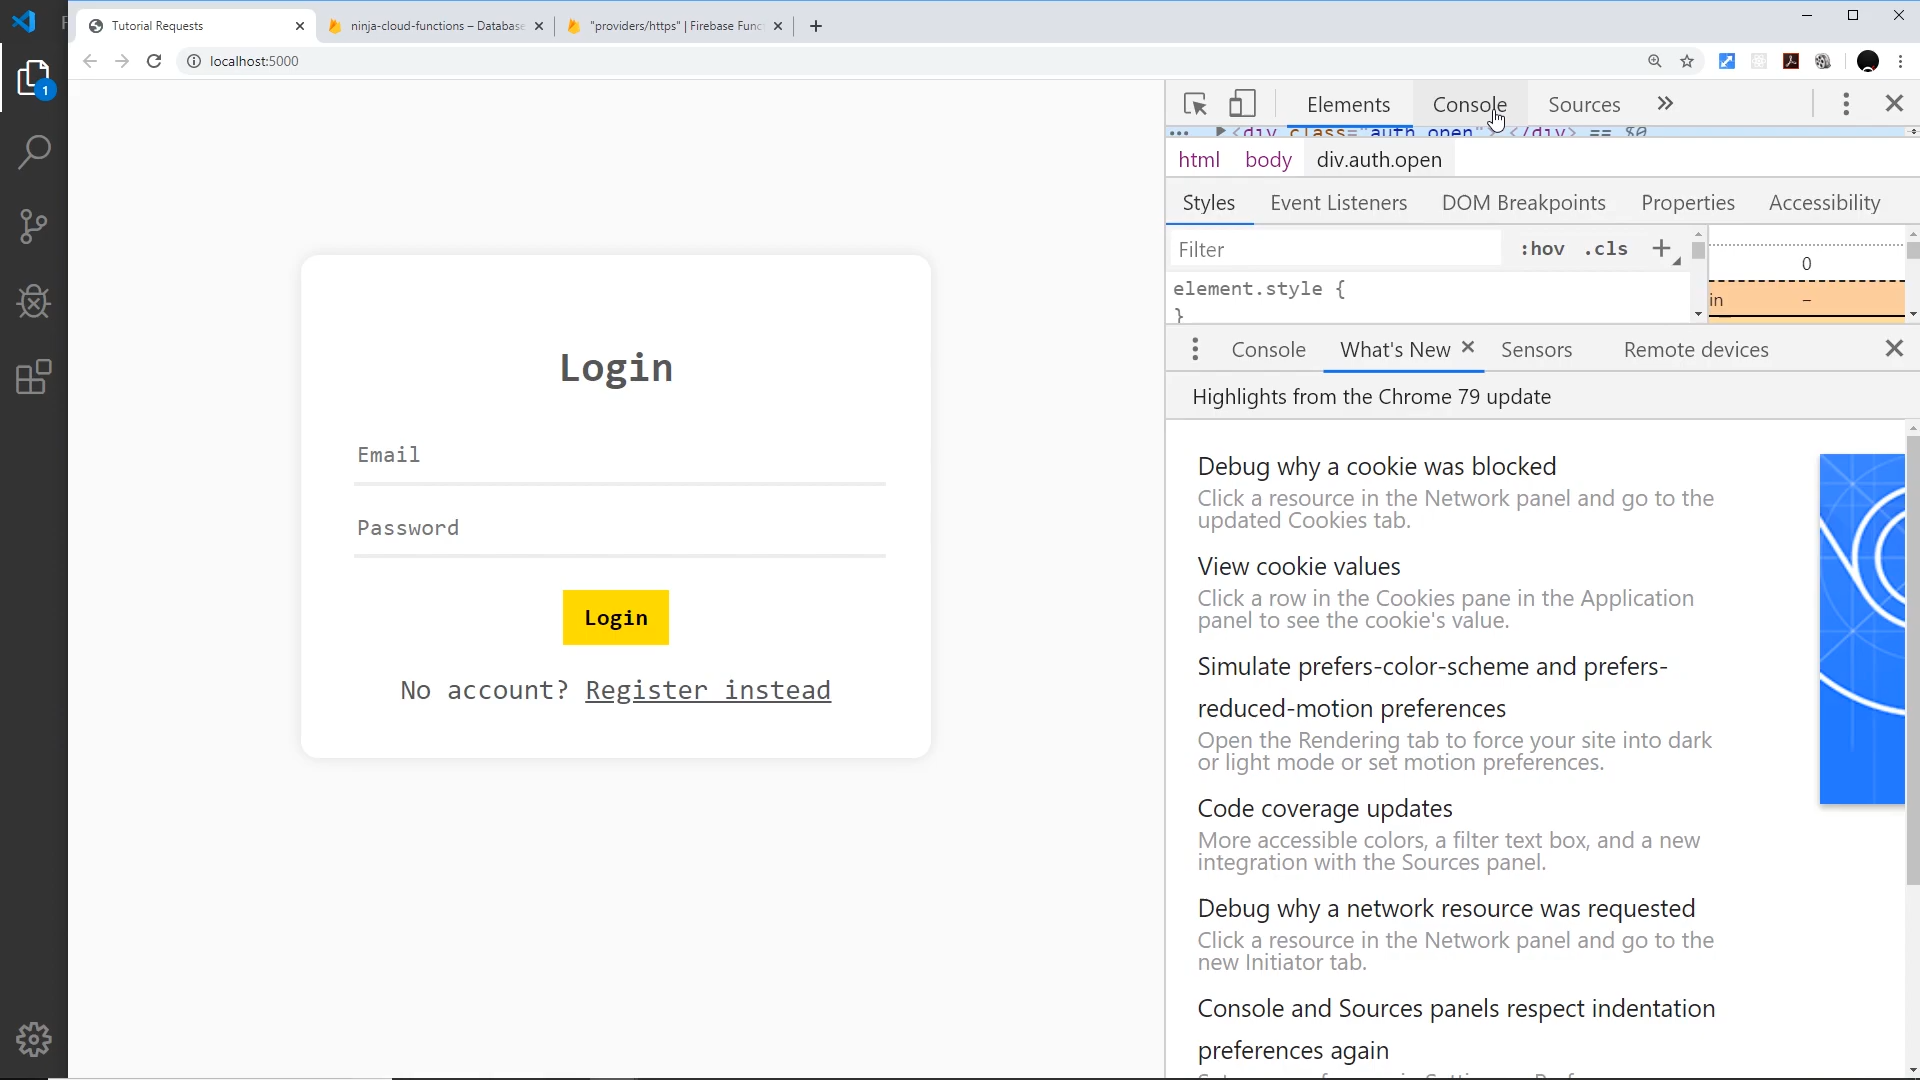 Tutorial Requests
ninja-cloud-functions – Database
"providers/https" | Firebase Func
localhost:5000
1
Elements
Console
Sources
<div class="auth open"> </div> == $0
html
body
div.auth.open
Styles
Event Listeners
DOM Breakpoints
Properties
Accessibility
Filter
:hov
.cls
element.style {
}
0
in
–
Console
What's New
Sensors
Remote devices
Highlights from the Chrome 79 update
Debug why a cookie was blocked
Click a resource in the Network panel and go to the
updated Cookies tab.
View cookie values
Click a row in the Cookies pane in the Application
panel to see the cookie's value.
Simulate prefers-color-scheme and prefers-
reduced-motion preferences
Open the Rendering tab to force your site into dark
or light mode or set motion preferences.
Code coverage updates
More accessible colors, a filter text box, and a new
integration with the Sources panel.
Debug why a network resource was requested
Click a resource in the Network panel and go to the
new Initiator tab.
Console and Sources panels respect indentation
preferences again
Login
Email
Password
Login
No account? Register instead